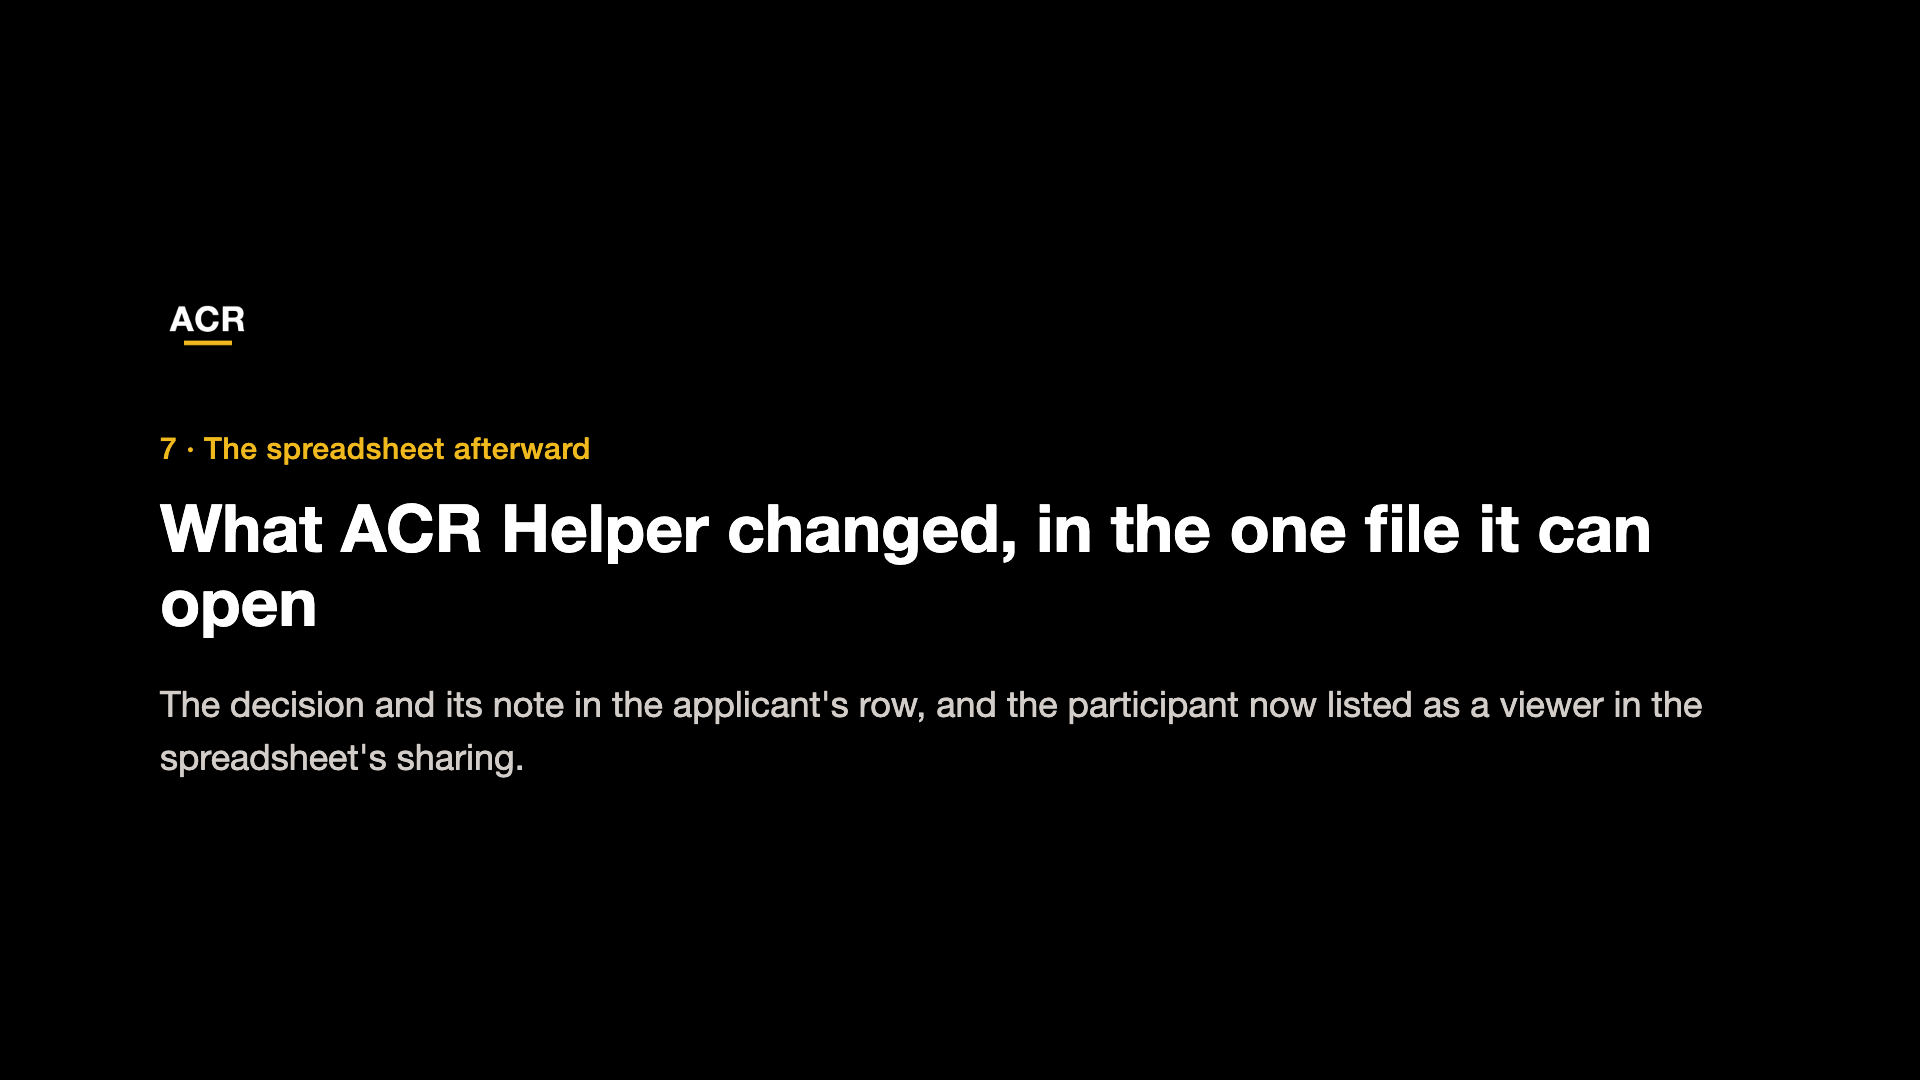 ACR
7 · The spreadsheet afterward
What ACR Helper changed, in the one file it can
open
The decision and its note in the applicant's row, and the participant now listed as a viewer in the
spreadsheet's sharing.